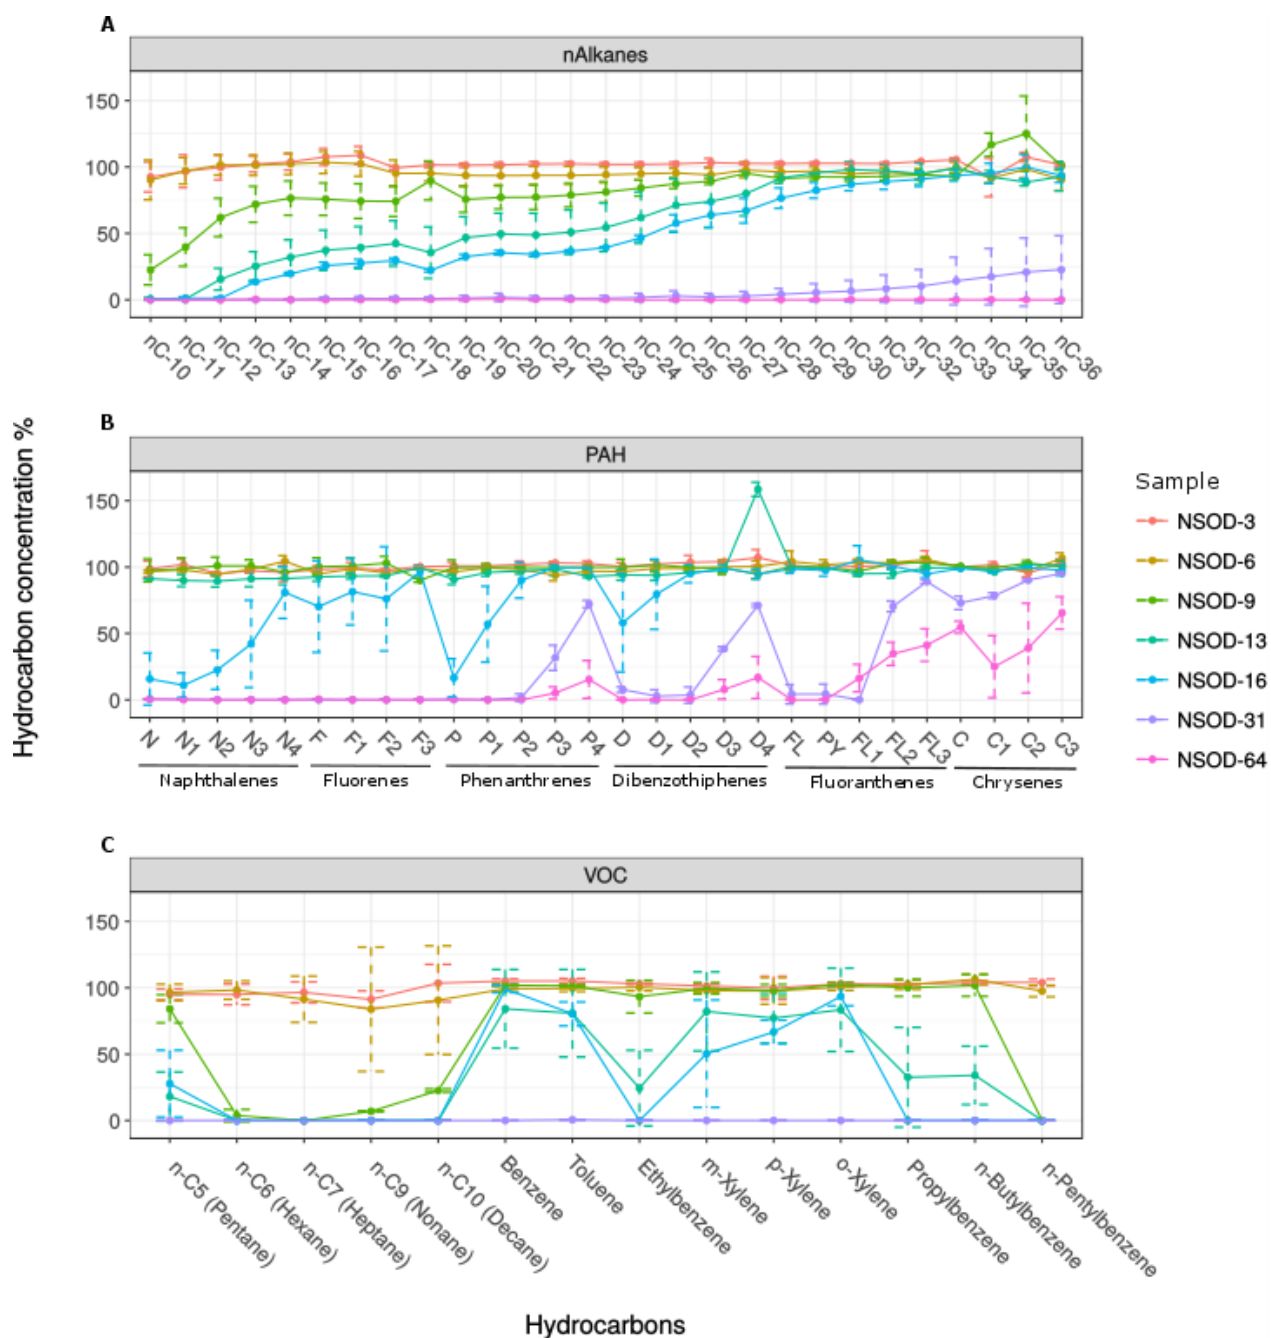 A
nAlkanes
150
100
50
0
nC-10 nC-11 nC-12 nC-13 nC-14 nC-15 nC-16 nC-17 nC-18 nC-19 nC-20 nC-21 nC-22 nC-23 nC-24 nC-25 nC-26 nC-27 nC-28 nC-29 nC-30 nC-31 nC-32 nC-33 nC-34 nC-35 nC-36
B
PAH
150
100
50
0
N N1 N2 N3 N4 F F1 F2 F3 P P1 P2 P3 P4 D D1 D2 D3 D4 FL PY FL1 FL2 FL3 C C1 C2 C3
Naphthalenes Fluorenes Phenanthrenes Dibenzothiphenes Fluoranthenes Chrysenes
Hydrocarbon concentration %
Sample
NSOD-3
NSOD-6
NSOD-9
NSOD-13
NSOD-16
NSOD-31
NSOD-64
C
VOC
150
100
50
0
n-C5 (Pentane) n-C6 (Hexane) n-C7 (Heptane) n-C9 (Nonane) n-C10 (Decane) Benzene Toluene Ethylbenzene m-Xylene p-Xylene o-Xylene Propylbenzene n-Butylbenzene n-Pentylbenzene
Hydrocarbons